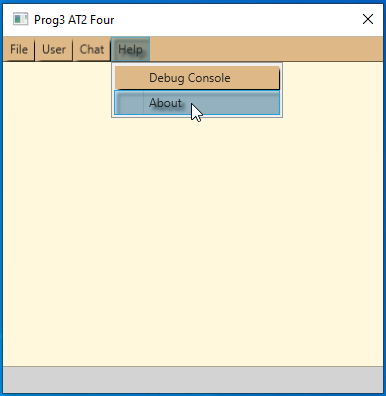 Prog3 AT2 Four
File User Chat Help
Debug Console
About